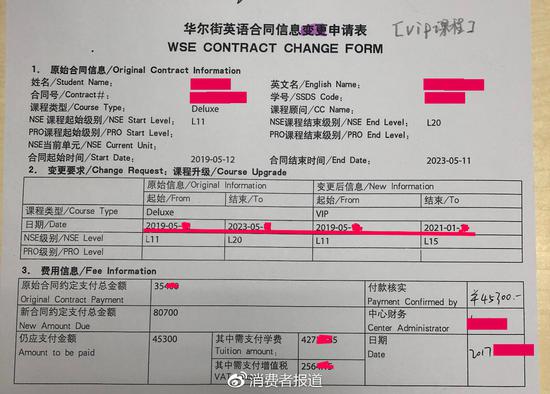 华尔街英语合同信息变更申请表 [vip课程]
WSE CONTRACT CHANGE FORM
1. 原始合同信息/Original Contract Information
姓名/Student Name: 英文名/English Name:
合同号/Contract#: 学号/SSDS Code:
课程类型/Course Type: Deluxe 课程顾问/CC Name:
NSE课程起始级别/NSE Start Level: L11 NSE课程结束级别/NSE End Level: L20
PRO课程起始级别/PRO Start Level: PRO课程结束级别/PRO End Level:
NSE当前单元/NSE Current Unit:
合同起始时间/Start Date: 2019-05-12 合同结束时间/End Date: 2023-05-11
2. 变更要求/Change Request: 课程升级/Course Upgrade
原始信息/Original Information 变更后信息/New Information
起始/From 结束/To 起始/From 结束/To
课程类型/Course Type Deluxe VIP
日期/Date 2019-05- 2023-05- 2019-05- 2021-01-
NSE级别/NSE Level L11 L20 L11 L15
PRO级别/PRO Level
3. 费用信息/Fee Information
原始合同约定支付总金额 35 付款核实 ¥45300.-
Original Contract Payment Payment Confirmed by
新合同约定支付总金额 80700 中心财务
New Amount Due Center Administrator
仍应支付金额 45300 其中需支付学费 427 日期
Amount to be paid Tuition amount: Date 2017
其中需支付增值税 256
VAT
消费者报道